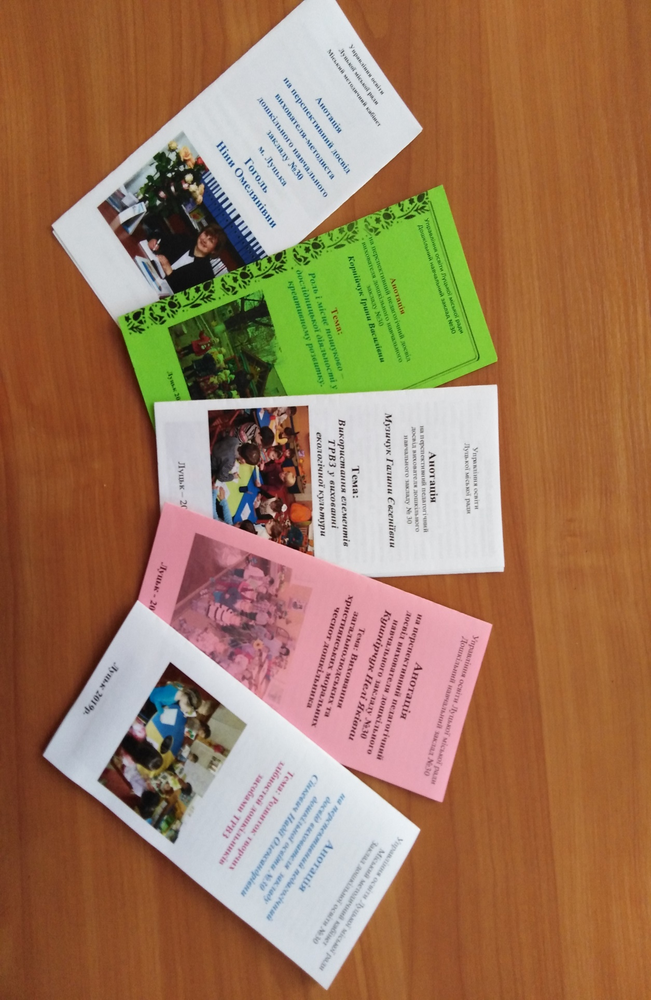 Управління освіти
Луцької міської ради
Міський методичний кабінет
Анотація
на перспективний досвід
вихователя-методиста
дошкільного навчального
закладу №30
м. Луцька
Гоголь
Ніни Омелянівни
Управління освіти Луцької міської ради
Дошкільний навчальний заклад №30
Анотація
на перспективний педагогічний досвід
вихователя дошкільного навчального
закладу №30
Корнійчук Ірини Василівни
Тема:
Роль і місце пошуково –
дослідницької діяльності у
креативному розвитку.
Луцьк 20
Управління освіти
Луцької міської ради
Анотація
на перспективний педагогічний
досвід вихователя дошкільного
навчального закладу № 30
Музичук Галини Євгеніївни
Тема:
Використання елементів
ТРВЗ у вихованні
екологічної культури
Луцьк – 20
Управління освіти Луцької міської ради
Дошкільний навчальний заклад №30
Анотація
на перспективний педагогічний
досвід вихователя дошкільного
навчального закладу №30
Кушнірчук Нелі Яківни
Тема: Виховання
загальнолюдських та
християнських моральних
чеснот дошкільника
Луцьк - 20
Управління освіти Луцької міської ради
Міський методичний кабінет
Заклад дошкільної освіти №30
Анотація
на перспективний педагогічний
досвід вихователя закладу
дошкільної освіти №30
Сінкевич Надії Олександрівни
Тема: Розвиток творчих
здібностей дошкільників
засобами ТРВЗ
Луцьк 2019р.